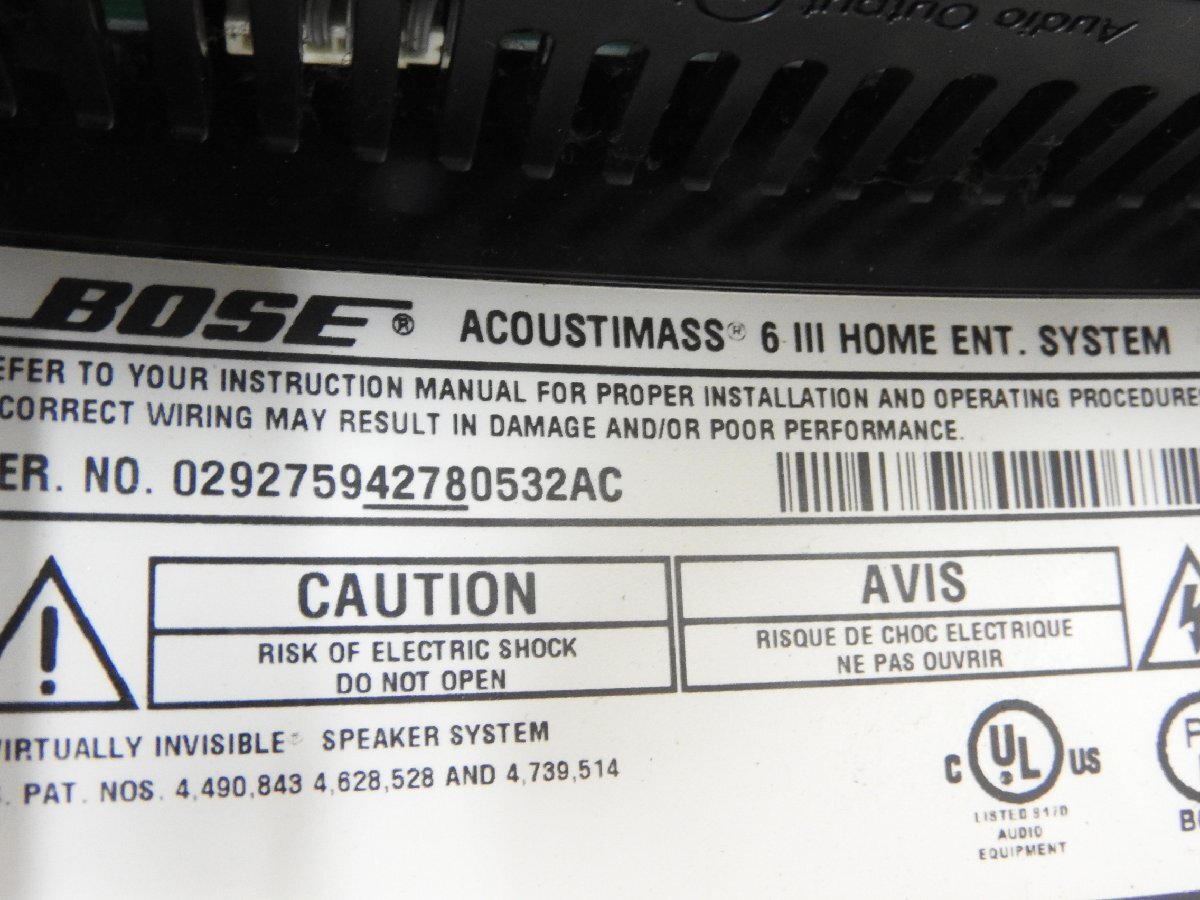 Audio Output
BOSE® ACOUSTIMASS® 6 III HOME ENT. SYSTEM
EFER TO YOUR INSTRUCTION MANUAL FOR PROPER INSTALLATION AND OPERATING PROCEDURES
CORRECT WIRING MAY RESULT IN DAMAGE AND/OR POOR PERFORMANCE.
ER. NO. 029275942780532AC
CAUTION
RISK OF ELECTRIC SHOCK
DO NOT OPEN
AVIS
RISQUE DE CHOC ELECTRIQUE
NE PAS OUVRIR
VIRTUALLY INVISIBLE® SPEAKER SYSTEM
. PAT. NOS. 4,490,843 4,628,528 AND 4,739,514
C UL US
LISTED 917D
AUDIO
EQUIPMENT